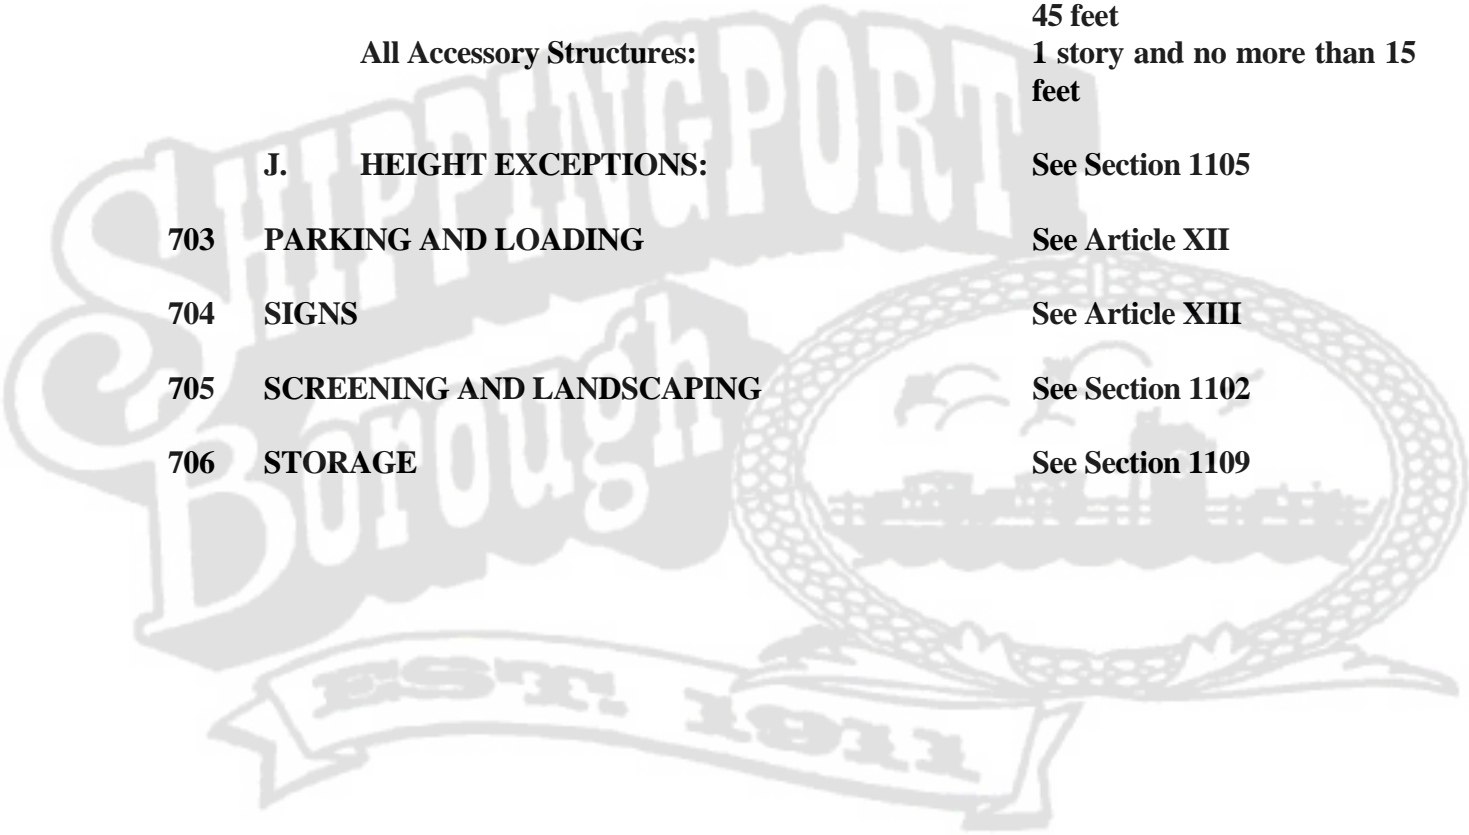 45 feet
All Accessory Structures: 1 story and no more than 15
feet
J. HEIGHT EXCEPTIONS: See Section 1105
703 PARKING AND LOADING See Article XII
704 SIGNS See Article XIII
705 SCREENING AND LANDSCAPING See Section 1102
706 STORAGE See Section 1109
SHIPPINGPORT
Borough
EST. 1911